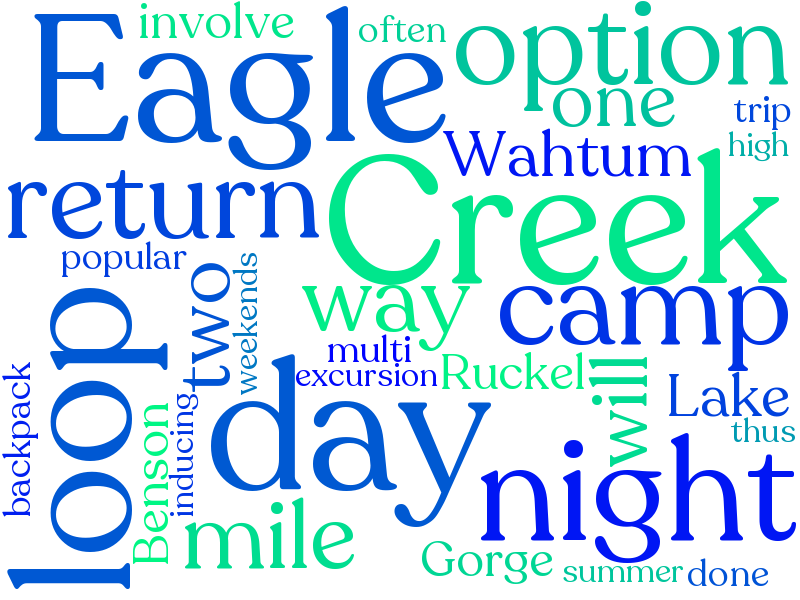 involve
often
Eagle
option
one
trip
high
Wahtum
return
Creek
popular
two
weekends
way
camp
loop
multi
excursion
Ruckel
will
Lake
thus
backpack
Benson
inducing
day
night
mile
Gorge
summer
done